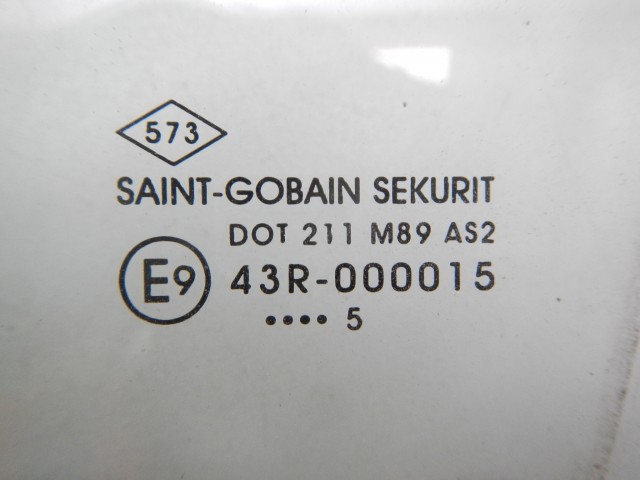 573
SAINT-GOBAIN SEKURIT
DOT 211 M89 AS2
E9 43R-000015
•••• 5